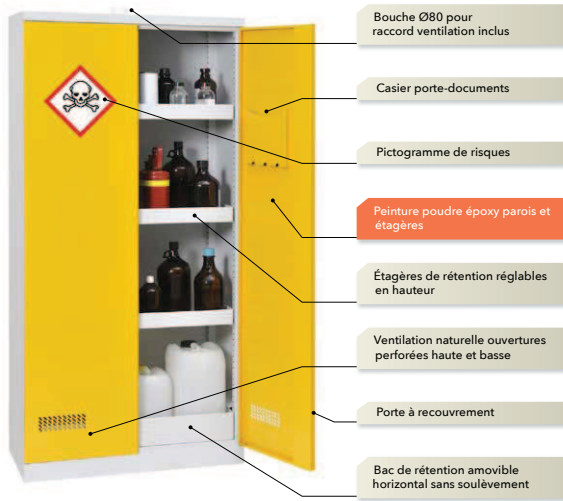 Bouche Ø80 pour
raccord ventilation inclus
Casier porte-documents
Pictogramme de risques
Peinture poudre époxy parois et
étagères
Étagères de rétention réglables
en hauteur
Ventilation naturelle ouvertures
perforées haute et basse
Porte à recouvrement
Bac de rétention amovible
horizontal sans soulèvement